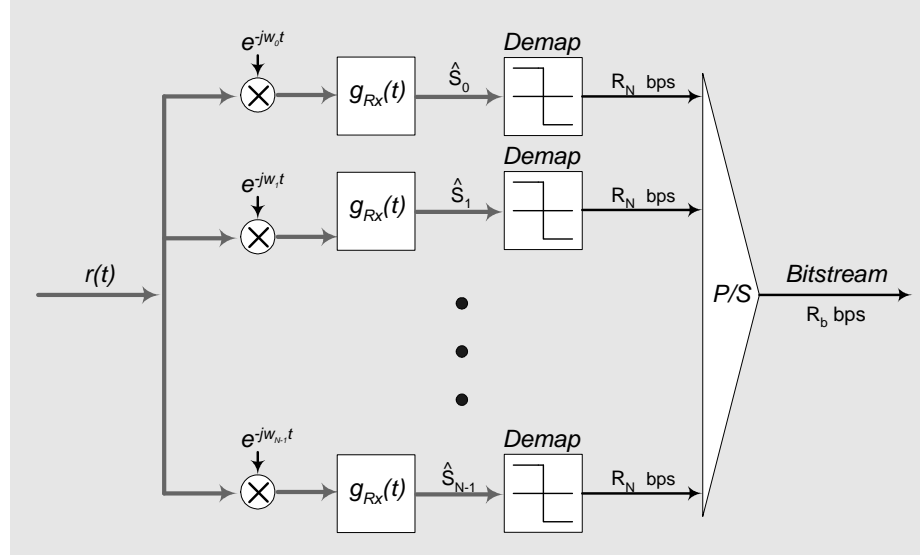 e^{-jw_0t}
g_{Rx}(t)
Ŝ_0
Demap
R_N bps
e^{-jw_1t}
g_{Rx}(t)
Ŝ_1
Demap
R_N bps
r(t)
P/S
Bitstream
R_b bps
e^{-jw_{N-1}t}
g_{Rx}(t)
Ŝ_{N-1}
Demap
R_N bps